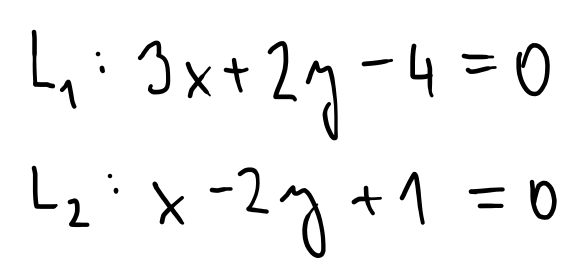 L₁: 3x + 2y - 4 = 0
L₂: x - 2y + 1 = 0